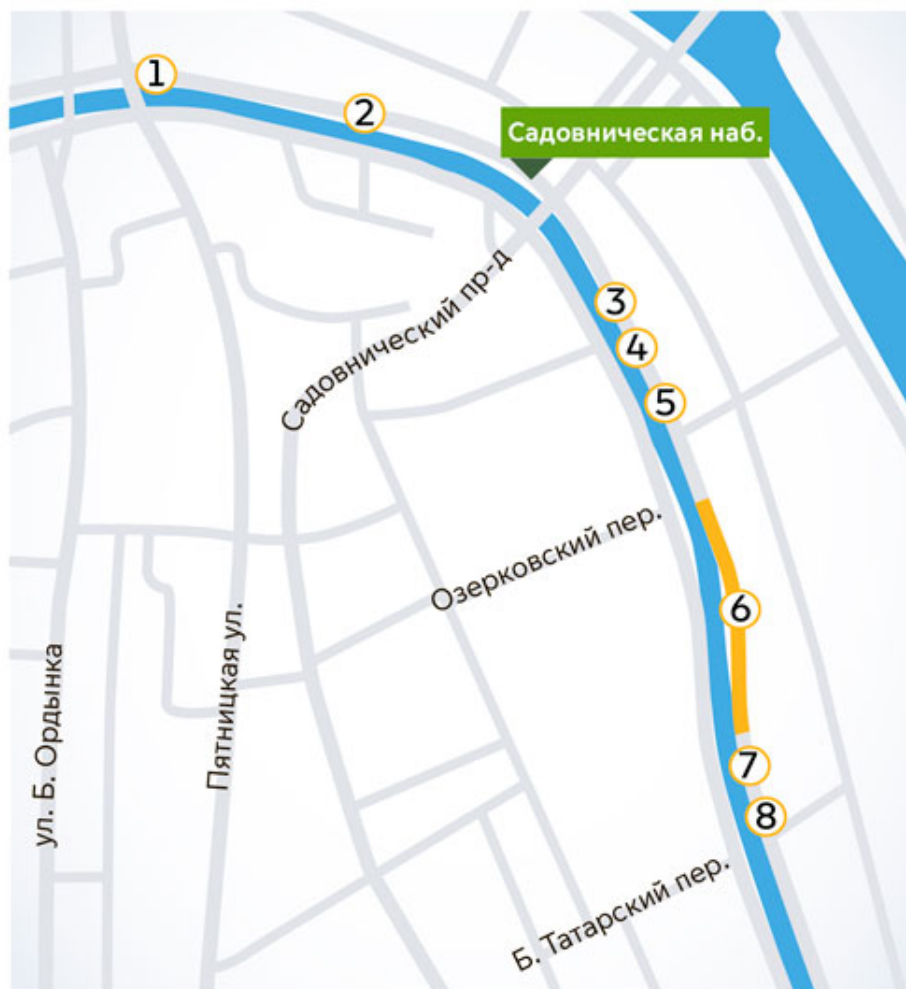 1
2
Садовническая наб.
Садовнический пр-д
3
4
5
Озерковский пер.
6
Пятницкая ул.
ул. Б. Ордынка
7
8
Б. Татарский пер.